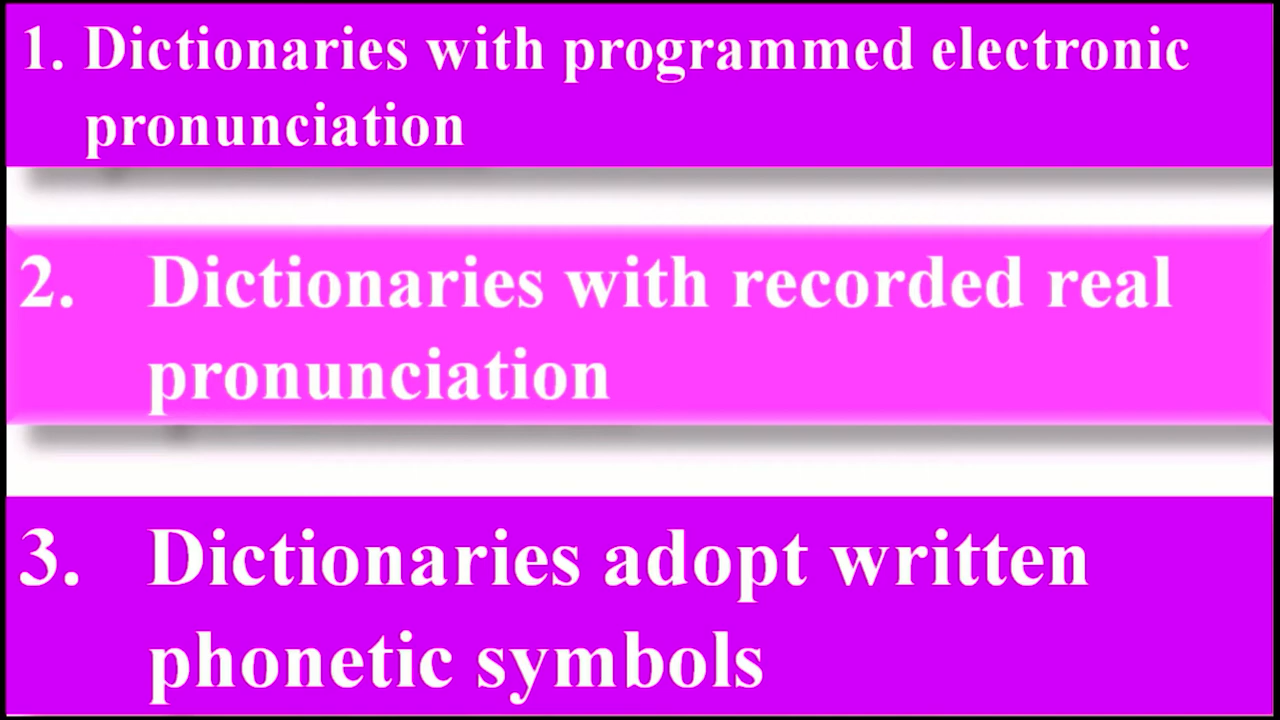 1. Dictionaries with programmed electronic
pronunciation
2. Dictionaries with recorded real
pronunciation
3. Dictionaries adopt written
phonetic symbols